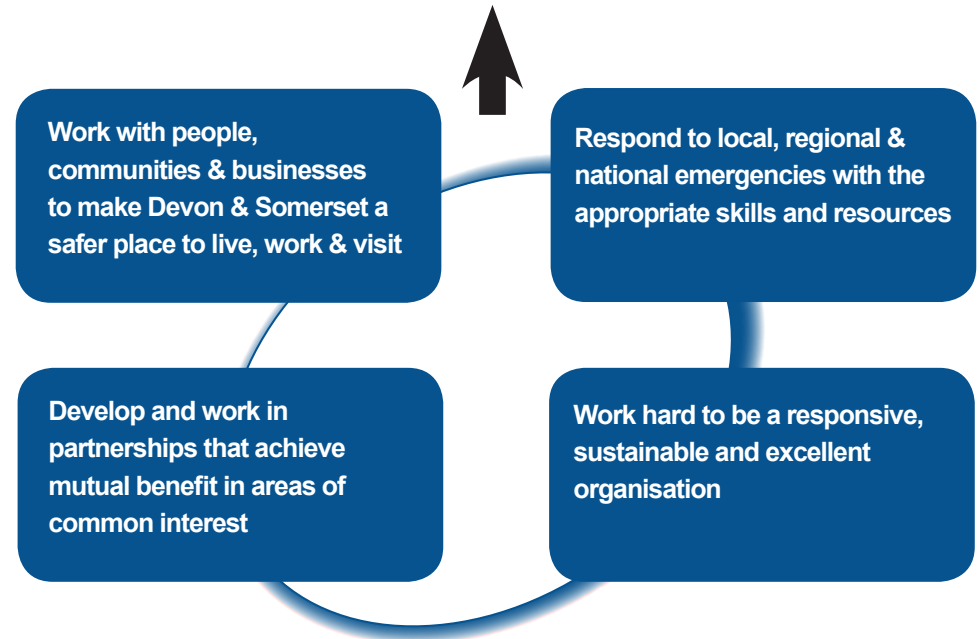 Work with people,
communities & businesses
to make Devon & Somerset a
safer place to live, work & visit
Respond to local, regional &
national emergencies with the
appropriate skills and resources
Develop and work in
partnerships that achieve
mutual benefit in areas of
common interest
Work hard to be a responsive,
sustainable and excellent
organisation